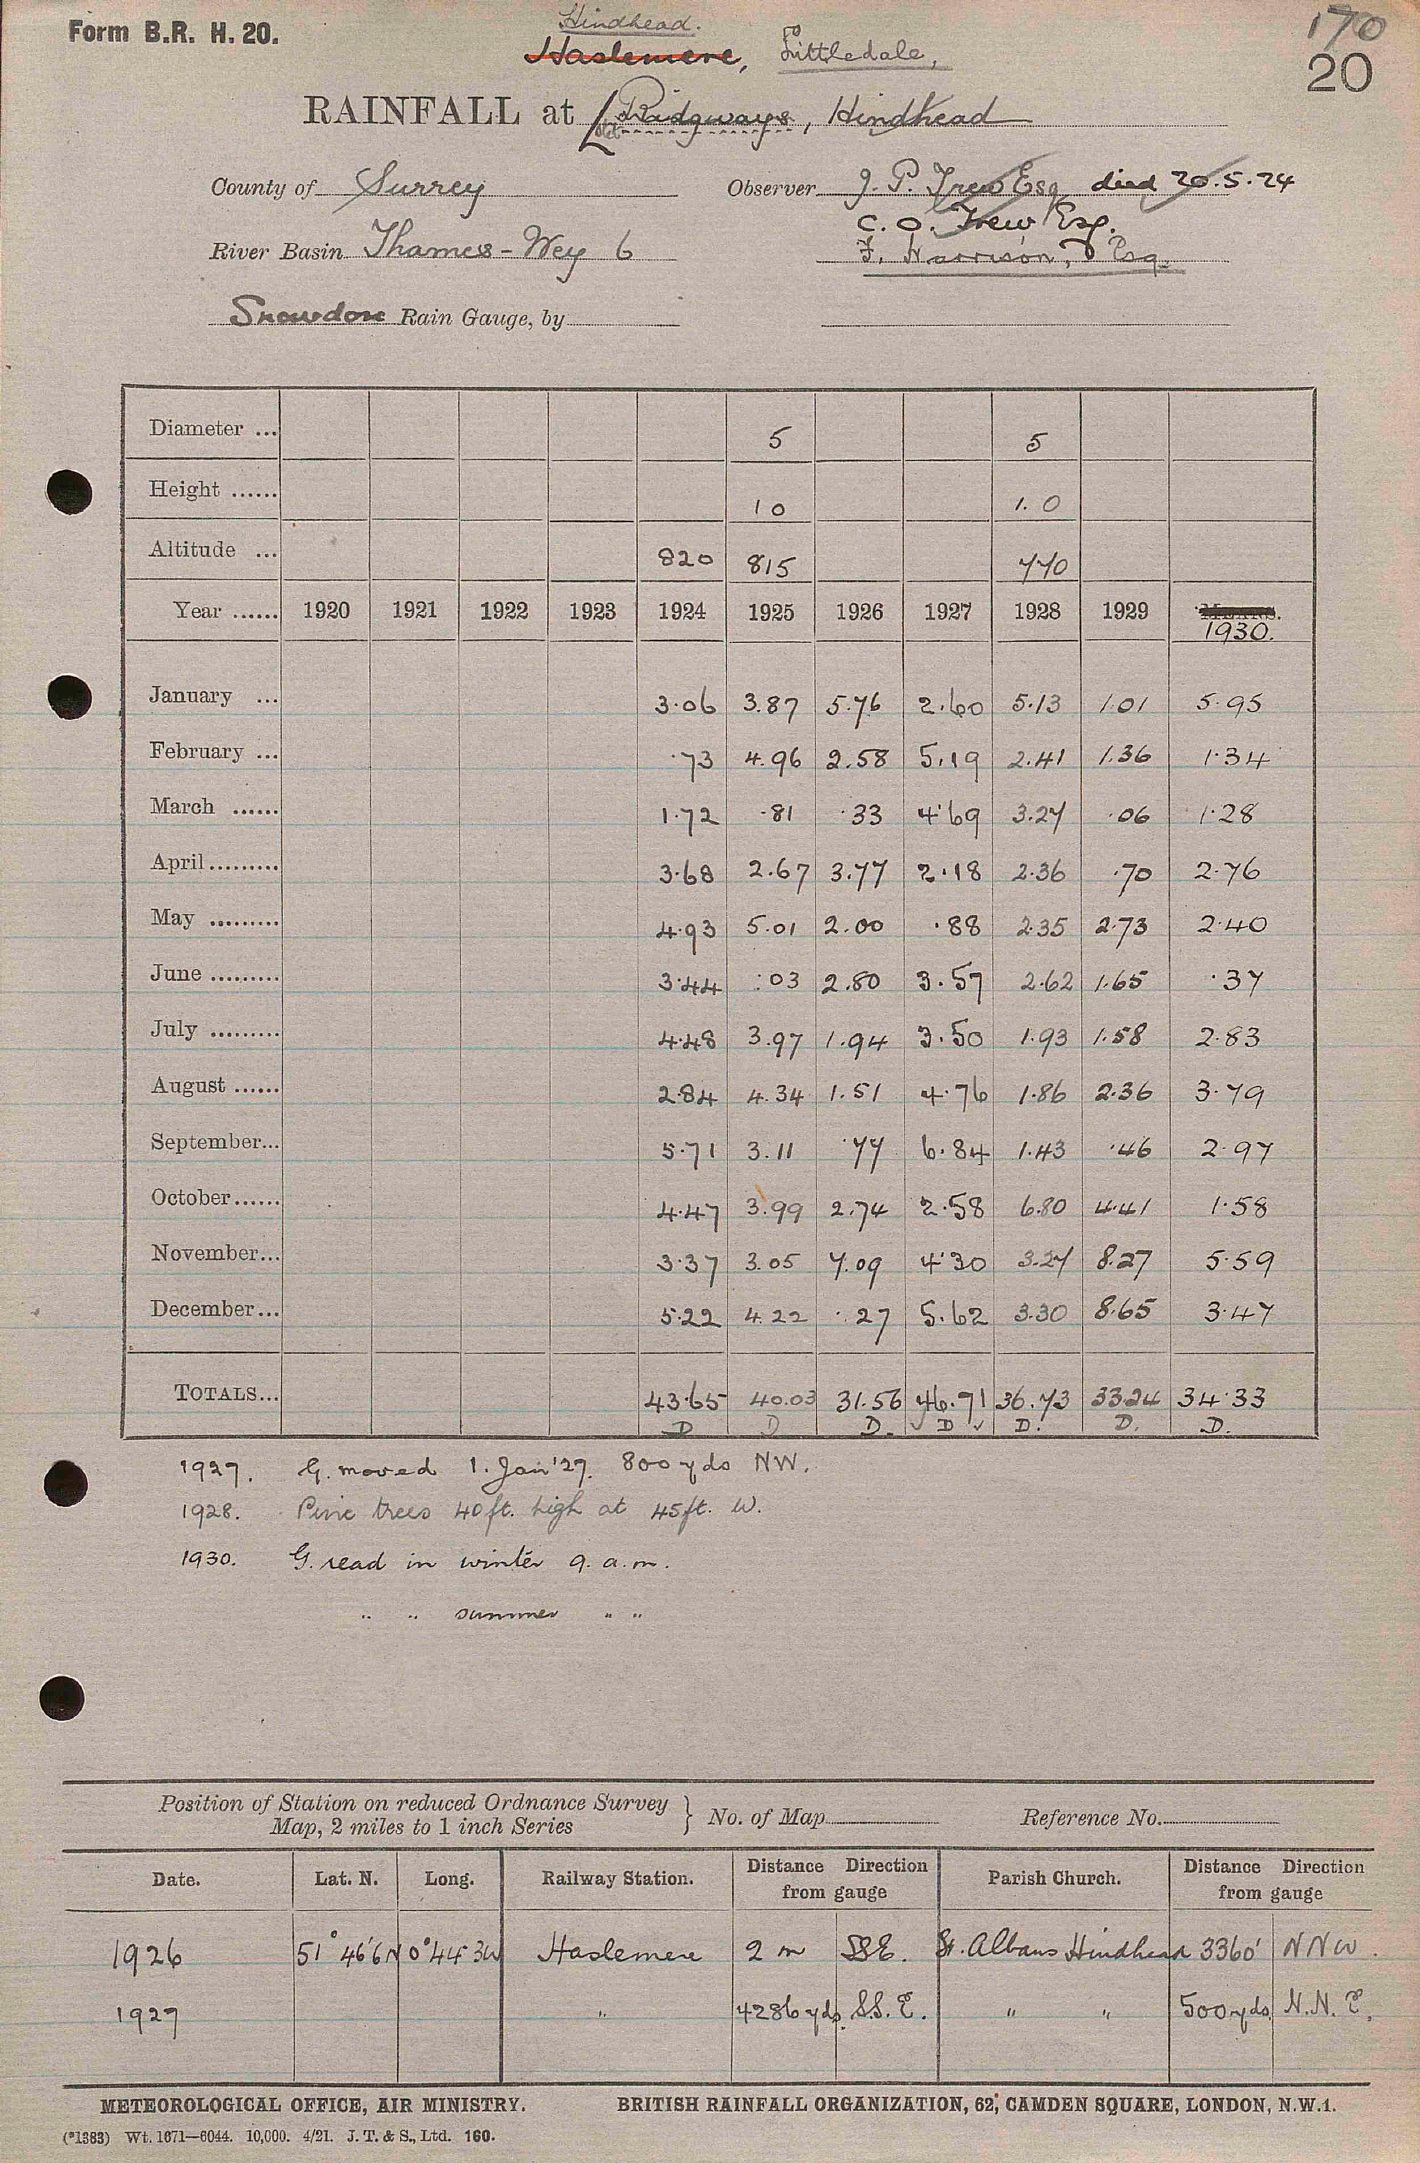 Form B.R. H. 20.
Hindhead.
170
Haslemere, Littledale,
20
RAINFALL at Ridgways, Hindhead
County of Surrey
Observer J. P. Trew Esq died 20.5.24
C. O. Trew Esq.
River Basin Thames - Wey 6
F. Harrison, Esq.
Snowdon Rain Gauge, by
Diameter ... 5 5
Height ...... 10 1.0
Altitude ... 820 815 770
Year ...... 1920 1921 1922 1923 1924 1925 1926 1927 1928 1929 MEANS.
1930.
January ... 3.06 3.87 5.76 2.60 5.13 1.01 5.95
February ... .73 4.96 2.58 5.19 2.41 1.36 1.34
March ...... 1.72 .81 .33 4.69 3.27 .06 1.28
April......... 3.68 2.67 3.77 2.18 2.36 .70 2.76
May ......... 4.93 5.01 2.00 .88 2.35 2.73 2.40
June ......... 3.44 .03 2.80 3.57 2.62 1.65 .37
July ......... 4.48 3.97 1.94 3.50 1.93 1.58 2.83
August ...... 2.84 4.34 1.51 4.76 1.86 2.36 3.79
September... 5.71 3.11 .77 6.84 1.43 .46 2.97
October...... 4.47 3.99 2.74 2.58 6.80 4.41 1.58
November... 3.37 3.05 7.09 4.30 3.27 8.27 5.59
December... 5.22 4.22 .27 5.62 3.30 8.65 3.47
TOTALS... 43.65 40.03 31.56 46.71 36.73 33.24 34.33
D D D. D D. D. D.
1927. G. moved 1. Jan '27. 800 yds NW.
1928. Pine trees 40 ft. high at 45 ft. W.
1930. G. read in winter 9. a.m.
" " summer " "
Position of Station on reduced Ordnance Survey
Map, 2 miles to 1 inch Series
} No. of Map
Reference No.
Date. Lat. N. Long. Railway Station. Distance Direction from gauge Parish Church. Distance Direction from gauge
1926 51° 46' 6 N 0° 44' 3 W Haslemere 2 m SSE. St. Albans Hindhead 3360' NNW.
1927 " 4286 yds. S.S.E. " " 500 yds. N.N.E.
METEOROLOGICAL OFFICE, AIR MINISTRY. BRITISH RAINFALL ORGANIZATION, 62, CAMDEN SQUARE, LONDON, N.W.1.
(*1383) Wt. 1671—6044. 10,000. 4/21. J. T. & S., Ltd. 160.